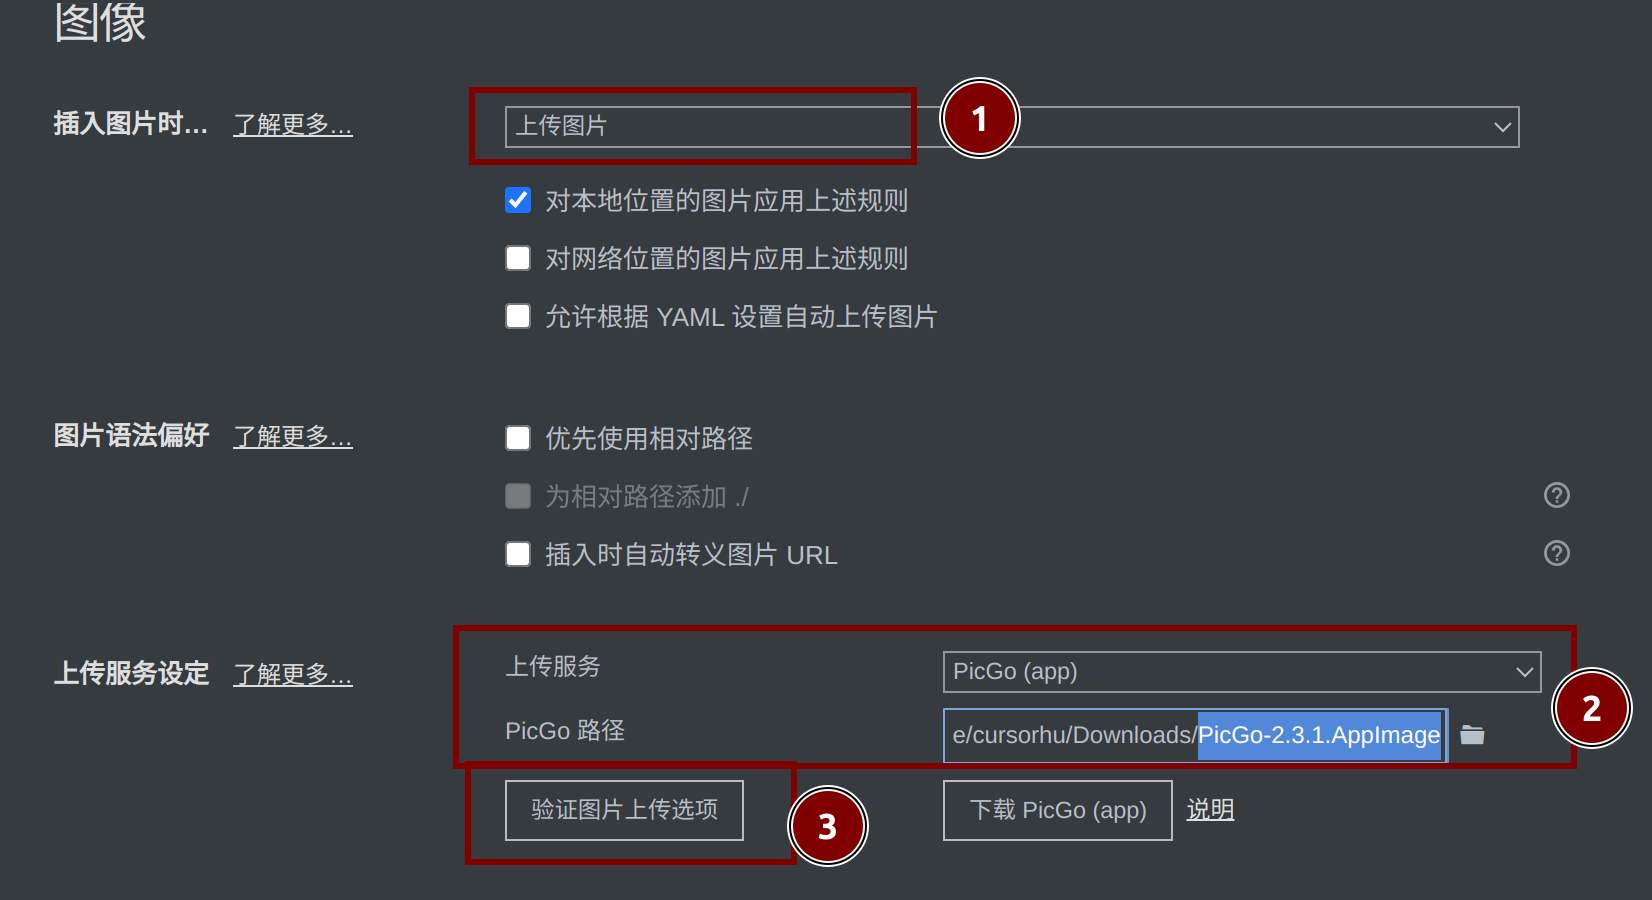 图像
插入图片时... 了解更多...
上传图片
1
对本地位置的图片应用上述规则
对网络位置的图片应用上述规则
允许根据 YAML 设置自动上传图片
图片语法偏好 了解更多...
优先使用相对路径
为相对路径添加 ./
插入时自动转义图片 URL
上传服务设定 了解更多...
上传服务
PicGo (app)
2
PicGo 路径
e/cursorhu/Downloads/PicGo-2.3.1.AppImage
验证图片上传选项
3
下载 PicGo (app)
说明